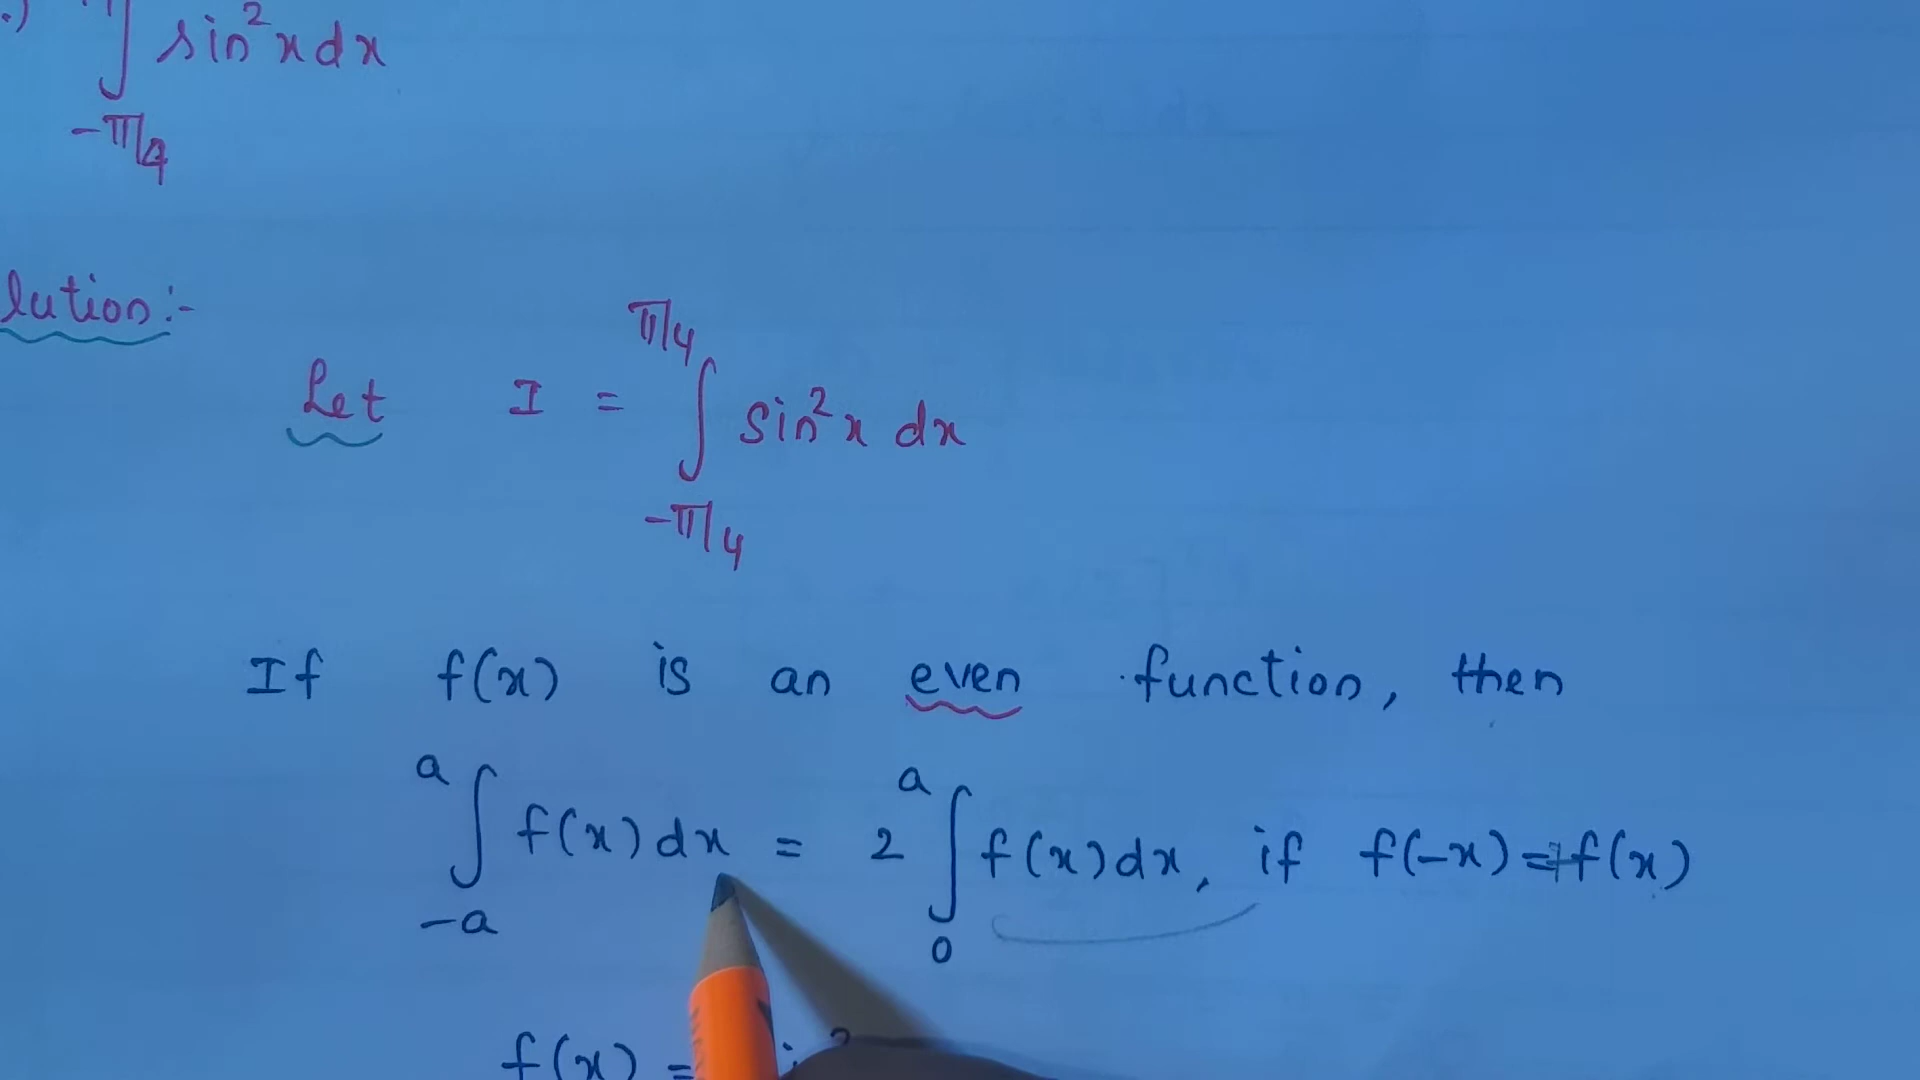 ∫ sin²x dx
-π/4
lution:-
Let I = ∫ sin²x dx
π/4
-π/4
If f(x) is an even function, then
a
∫ f(x) dx = 2 ∫ f(x) dx, if f(-x) = +f(x)
a
-a
0
f(x) =